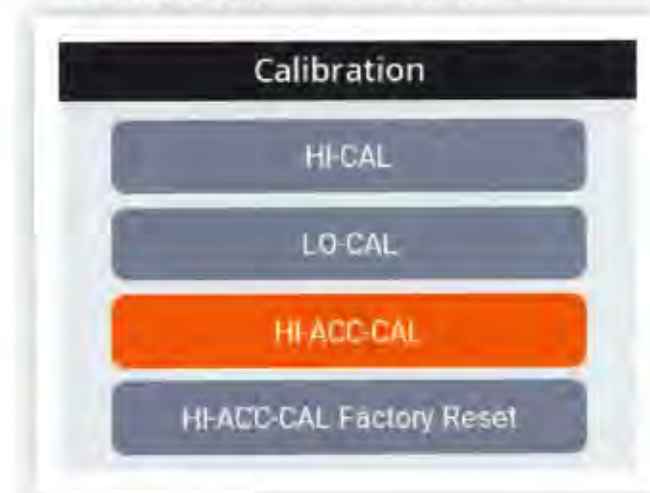 Calibration
HI-CAL
LO-CAL
HI-ACC-CAL
HI-ACC-CAL Factory Reset